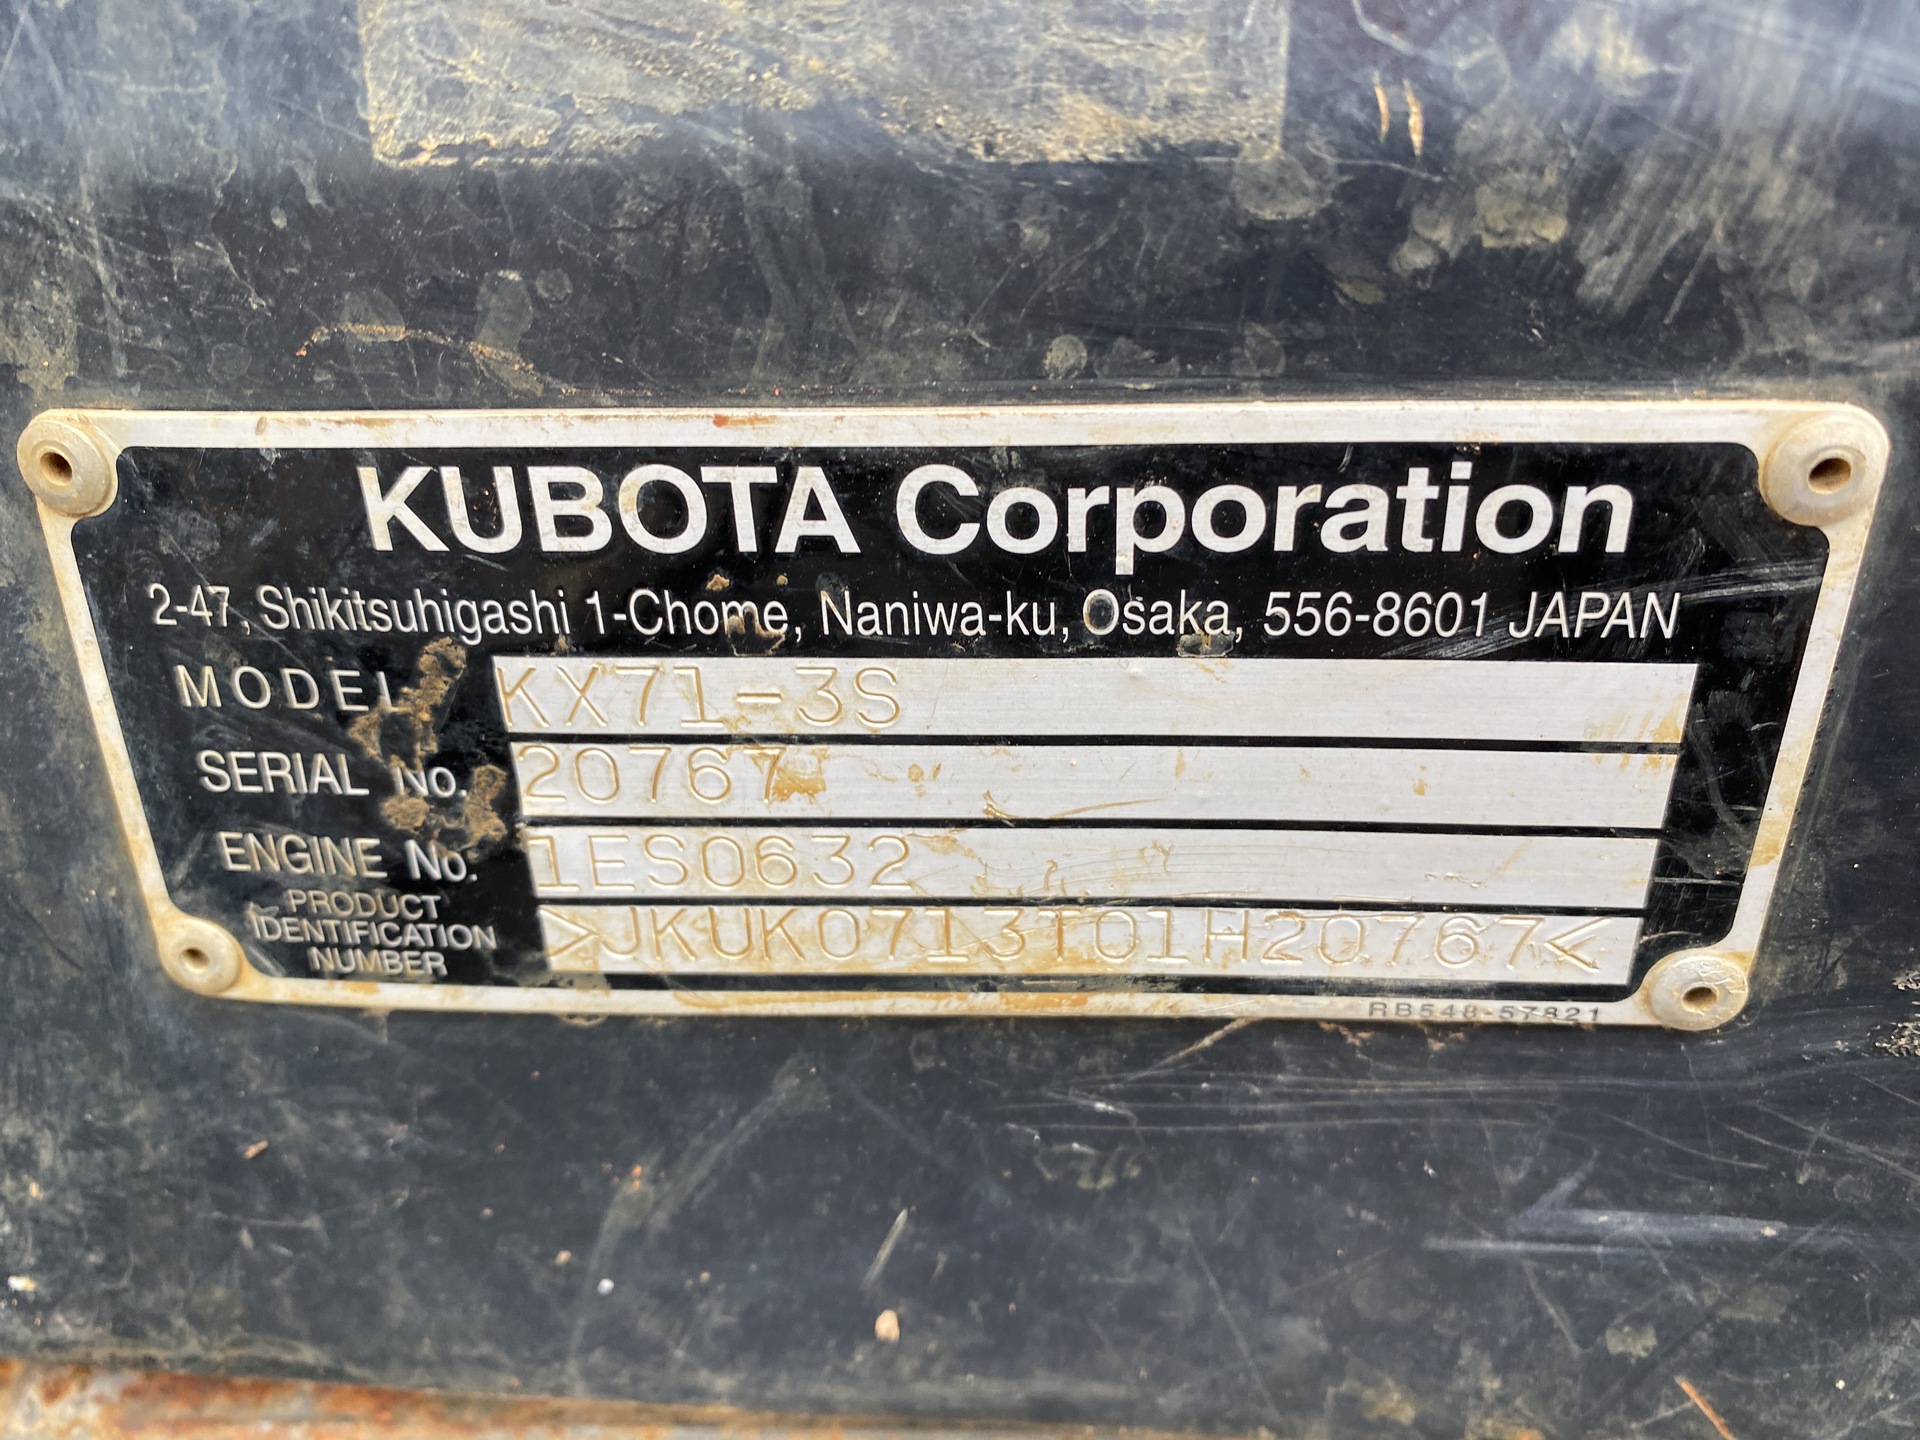 KUBOTA Corporation
2-47, Shikitsuhigashi 1-Chome, Naniwa-ku, Osaka, 556-8601 JAPAN
MODEL KX71-3S
SERIAL No. 20767
ENGINE No. 1ES0632
PRODUCT
IDENTIFICATION
NUMBER >JKUK0713T01H20767<
RB548-57821